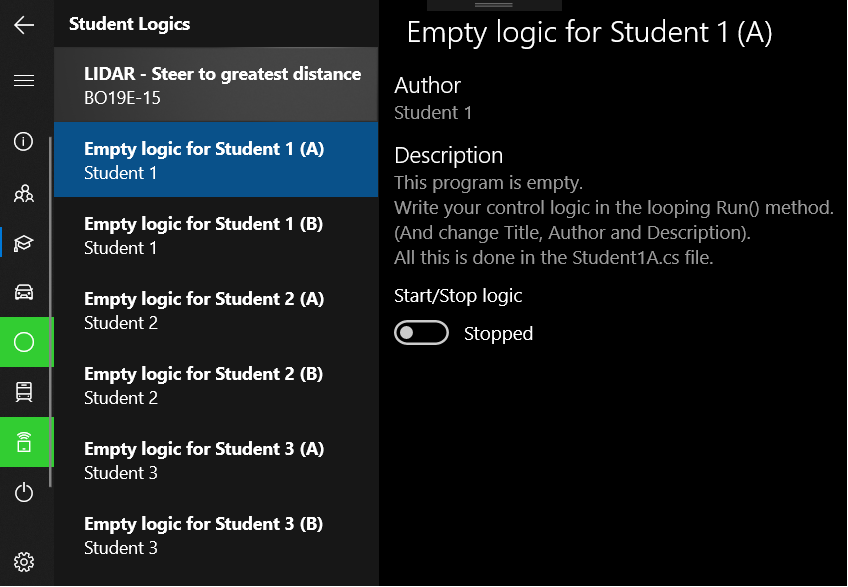 Student Logics
LIDAR - Steer to greatest distance
BO19E-15
Empty logic for Student 1 (A)
Student 1
Empty logic for Student 1 (B)
Student 1
Empty logic for Student 2 (A)
Student 2
Empty logic for Student 2 (B)
Student 2
Empty logic for Student 3 (A)
Student 3
Empty logic for Student 3 (B)
Student 3
Empty logic for Student 1 (A)
Author
Student 1
Description
This program is empty.
Write your control logic in the looping Run() method.
(And change Title, Author and Description).
All this is done in the Student1A.cs file.
Start/Stop logic
Stopped